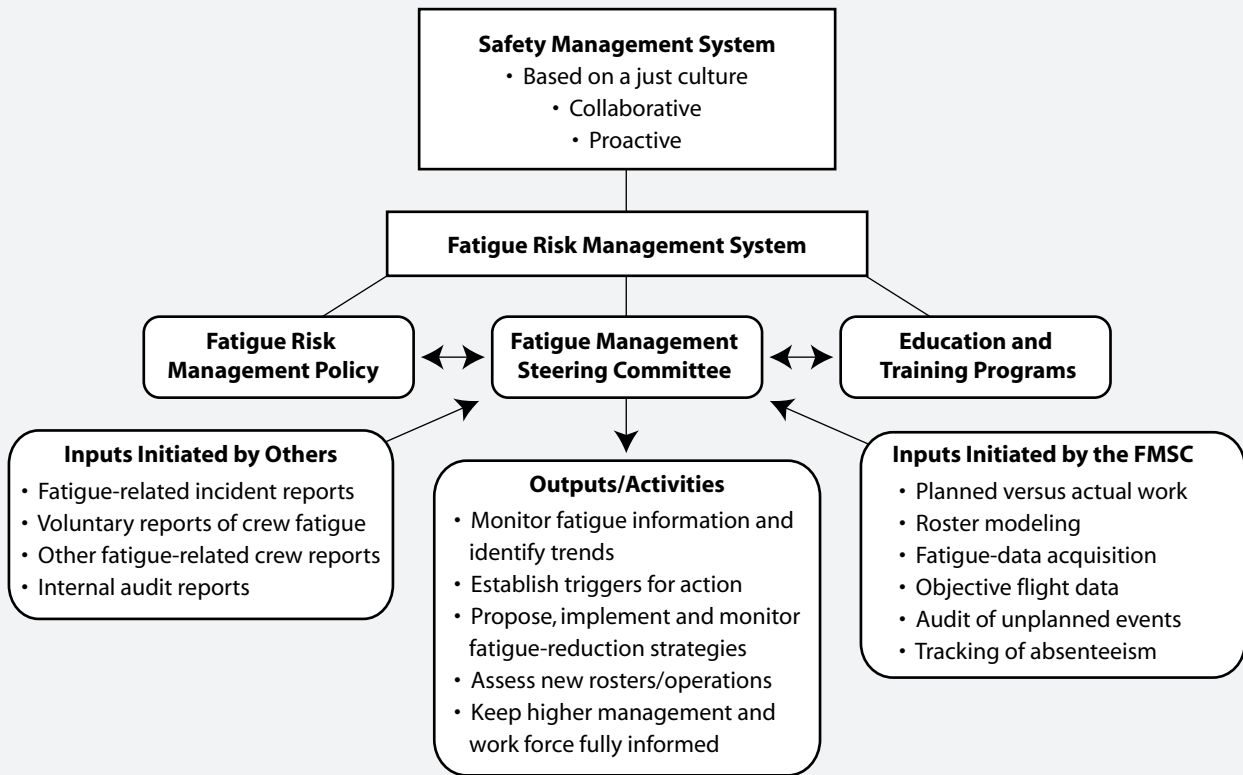 Safety Management System
• Based on a just culture
• Collaborative
• Proactive
Fatigue Risk Management System
Fatigue Risk
Management Policy
Fatigue Management
Steering Committee
Education and
Training Programs
Inputs Initiated by Others
• Fatigue-related incident reports
• Voluntary reports of crew fatigue
• Other fatigue-related crew reports
• Internal audit reports
Outputs/Activities
• Monitor fatigue information and
identify trends
• Establish triggers for action
• Propose, implement and monitor
fatigue-reduction strategies
• Assess new rosters/operations
• Keep higher management and
work force fully informed
Inputs Initiated by the FMSC
• Planned versus actual work
• Roster modeling
• Fatigue-data acquisition
• Objective flight data
• Audit of unplanned events
• Tracking of absenteeism